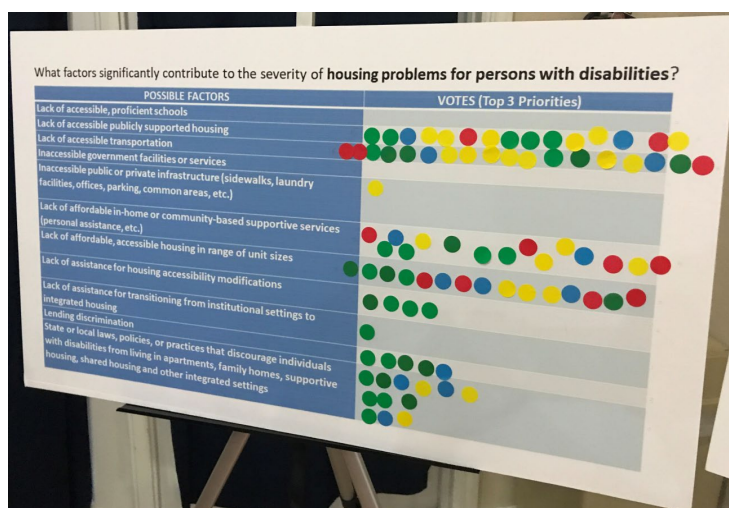 What factors significantly contribute to the severity of housing problems for persons with disabilities?
POSSIBLE FACTORS
VOTES (Top 3 Priorities)
Lack of accessible, proficient schools
Lack of accessible publicly supported housing
Lack of accessible transportation
Inaccessible government facilities or services
Inaccessible public or private infrastructure (sidewalks, laundry
facilities, offices, parking, common areas, etc.)
Lack of affordable in-home or community-based supportive services
(personal assistance, etc.)
Lack of affordable, accessible housing in range of unit sizes
Lack of assistance for housing accessibility modifications
Lack of assistance for transitioning from institutional settings to
integrated housing
Lending discrimination
State or local laws, policies, or practices that discourage individuals
with disabilities from living in apartments, family homes, supportive
housing, shared housing and other integrated settings